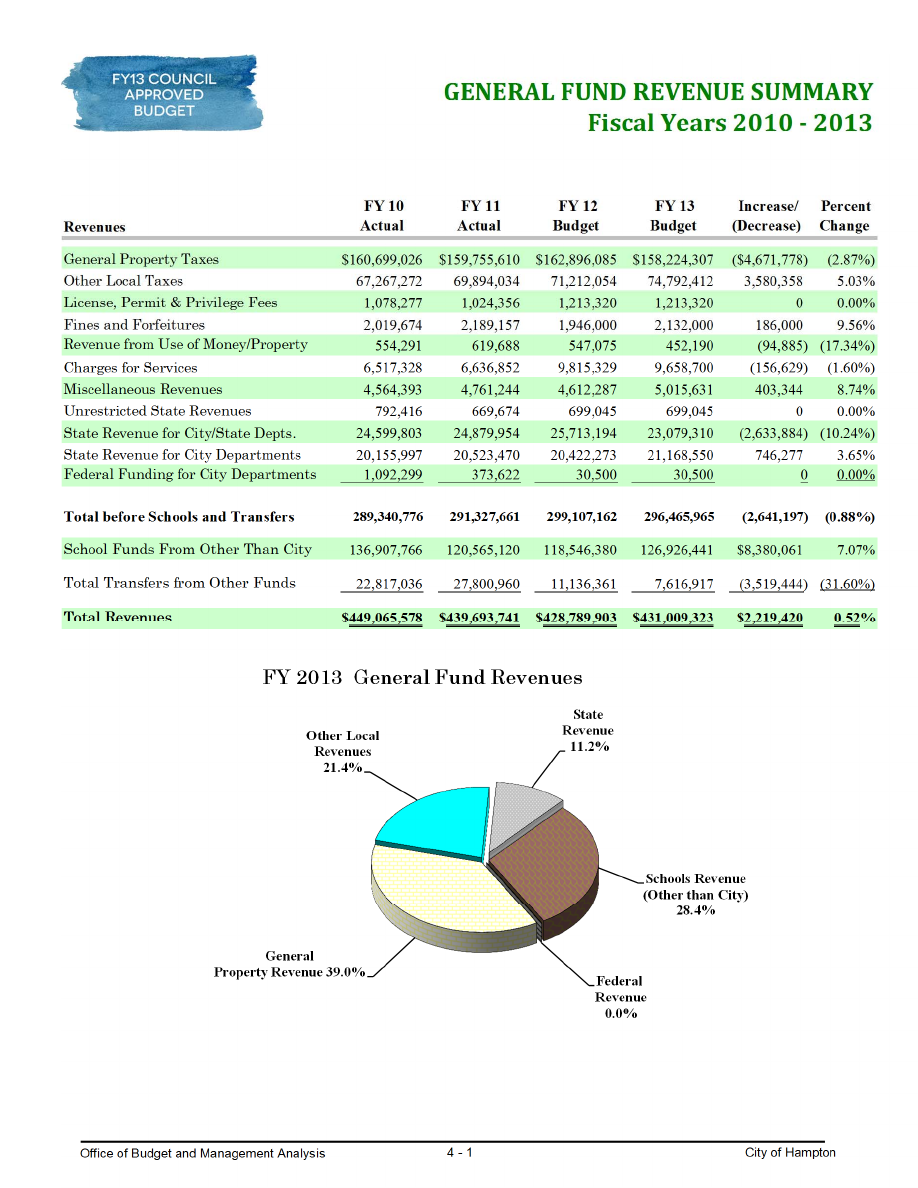 FY13 COUNCIL
APPROVED
BUDGET
GENERAL FUND REVENUE SUMMARY
Fiscal Years 2010 - 2013
FY 10 FY 11 FY 12 FY 13 Increase/ Percent
Revenues Actual Actual Budget Budget (Decrease) Change
General Property Taxes $160,699,026 $159,755,610 $162,896,085 $158,224,307 ($4,671,778) (2.87%)
Other Local Taxes 67,267,272 69,894,034 71,212,054 74,792,412 3,580,358 5.03%
License, Permit & Privilege Fees 1,078,277 1,024,356 1,213,320 1,213,320 0 0.00%
Fines and Forfeitures 2,019,674 2,189,157 1,946,000 2,132,000 186,000 9.56%
Revenue from Use of Money/Property 554,291 619,688 547,075 452,190 (94,885) (17.34%)
Charges for Services 6,517,328 6,636,852 9,815,329 9,658,700 (156,629) (1.60%)
Miscellaneous Revenues 4,564,393 4,761,244 4,612,287 5,015,631 403,344 8.74%
Unrestricted State Revenues 792,416 669,674 699,045 699,045 0 0.00%
State Revenue for City/State Depts. 24,599,803 24,879,954 25,713,194 23,079,310 (2,633,884) (10.24%)
State Revenue for City Departments 20,155,997 20,523,470 20,422,273 21,168,550 746,277 3.65%
Federal Funding for City Departments 1,092,299 373,622 30,500 30,500 0 0.00%
Total before Schools and Transfers 289,340,776 291,327,661 299,107,162 296,465,965 (2,641,197) (0.88%)
School Funds From Other Than City 136,907,766 120,565,120 118,546,380 126,926,441 $8,380,061 7.07%
Total Transfers from Other Funds 22,817,036 27,800,960 11,136,361 7,616,917 (3,519,444) (31.60%)
Total Revenues $449,065,578 $439,693,741 $428,789,903 $431,009,323 $2,219,420 0.52%
FY 2013 General Fund Revenues
State
Revenue
11.2%
Other Local
Revenues
21.4%
Schools Revenue
(Other than City)
28.4%
General
Property Revenue 39.0%
Federal
Revenue
0.0%
Office of Budget and Management Analysis 4 - 1 City of Hampton